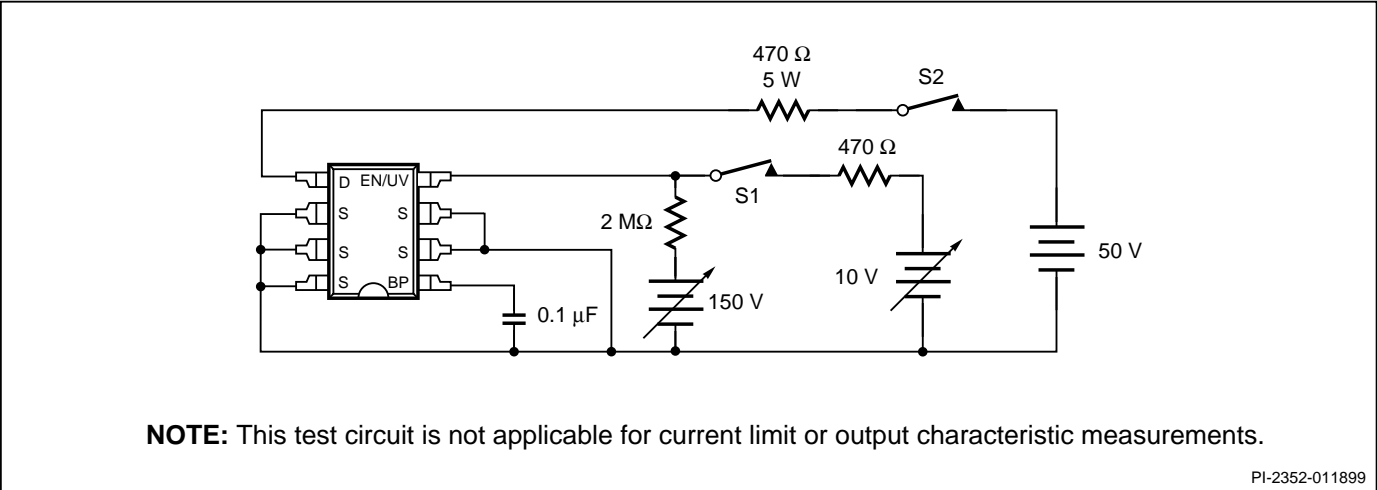 470 Ω
5 W
S2
470 Ω
S1
D EN/UV
S S
S S
S BP
2 MΩ
150 V
10 V
50 V
0.1 μF
NOTE: This test circuit is not applicable for current limit or output characteristic measurements.
PI-2352-011899